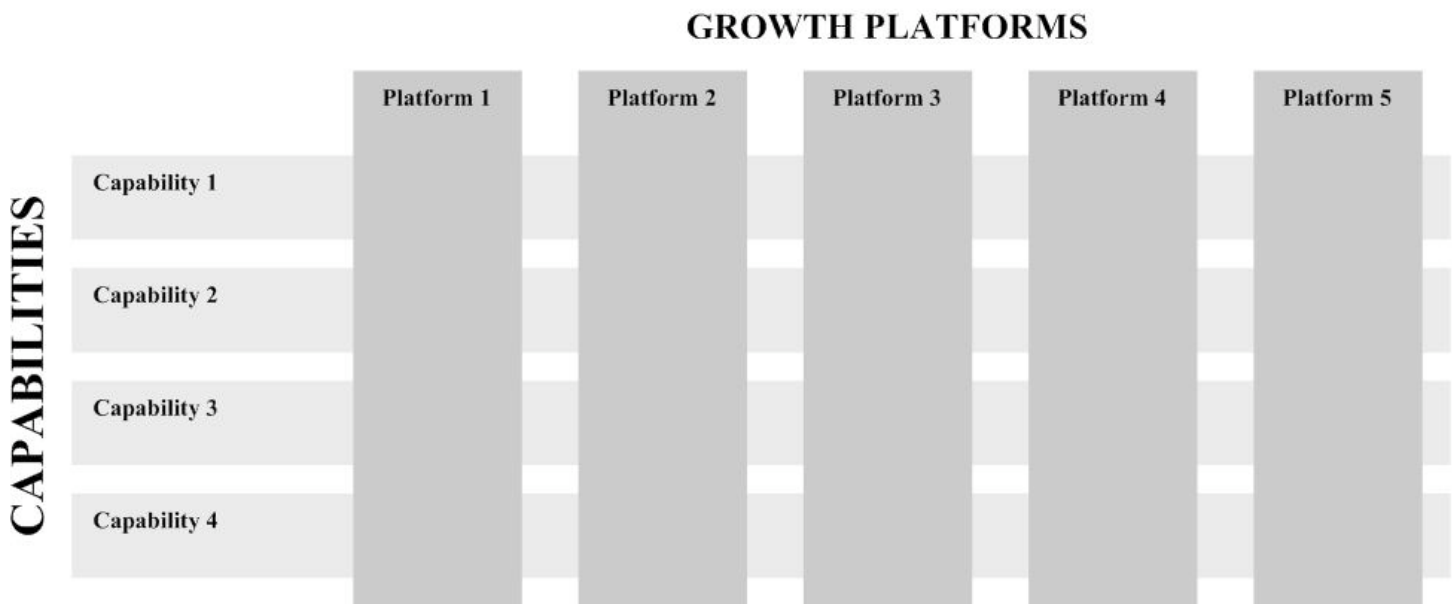 GROWTH PLATFORMS
Platform 1
Platform 2
Platform 3
Platform 4
Platform 5
CAPABILITIES
Capability 1
Capability 2
Capability 3
Capability 4